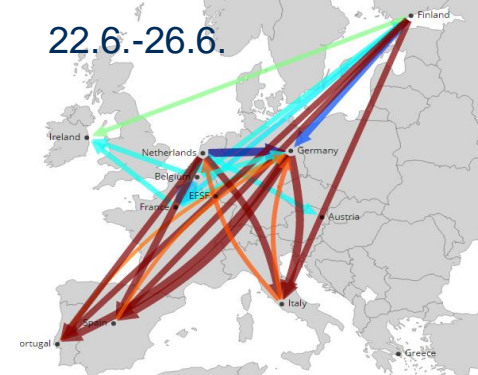 22.6.-26.6.
Finland
Ireland
Netherlands
Germany
Belgium
EFSF
France
Austria
Italy
Spain
ortugal
Greece